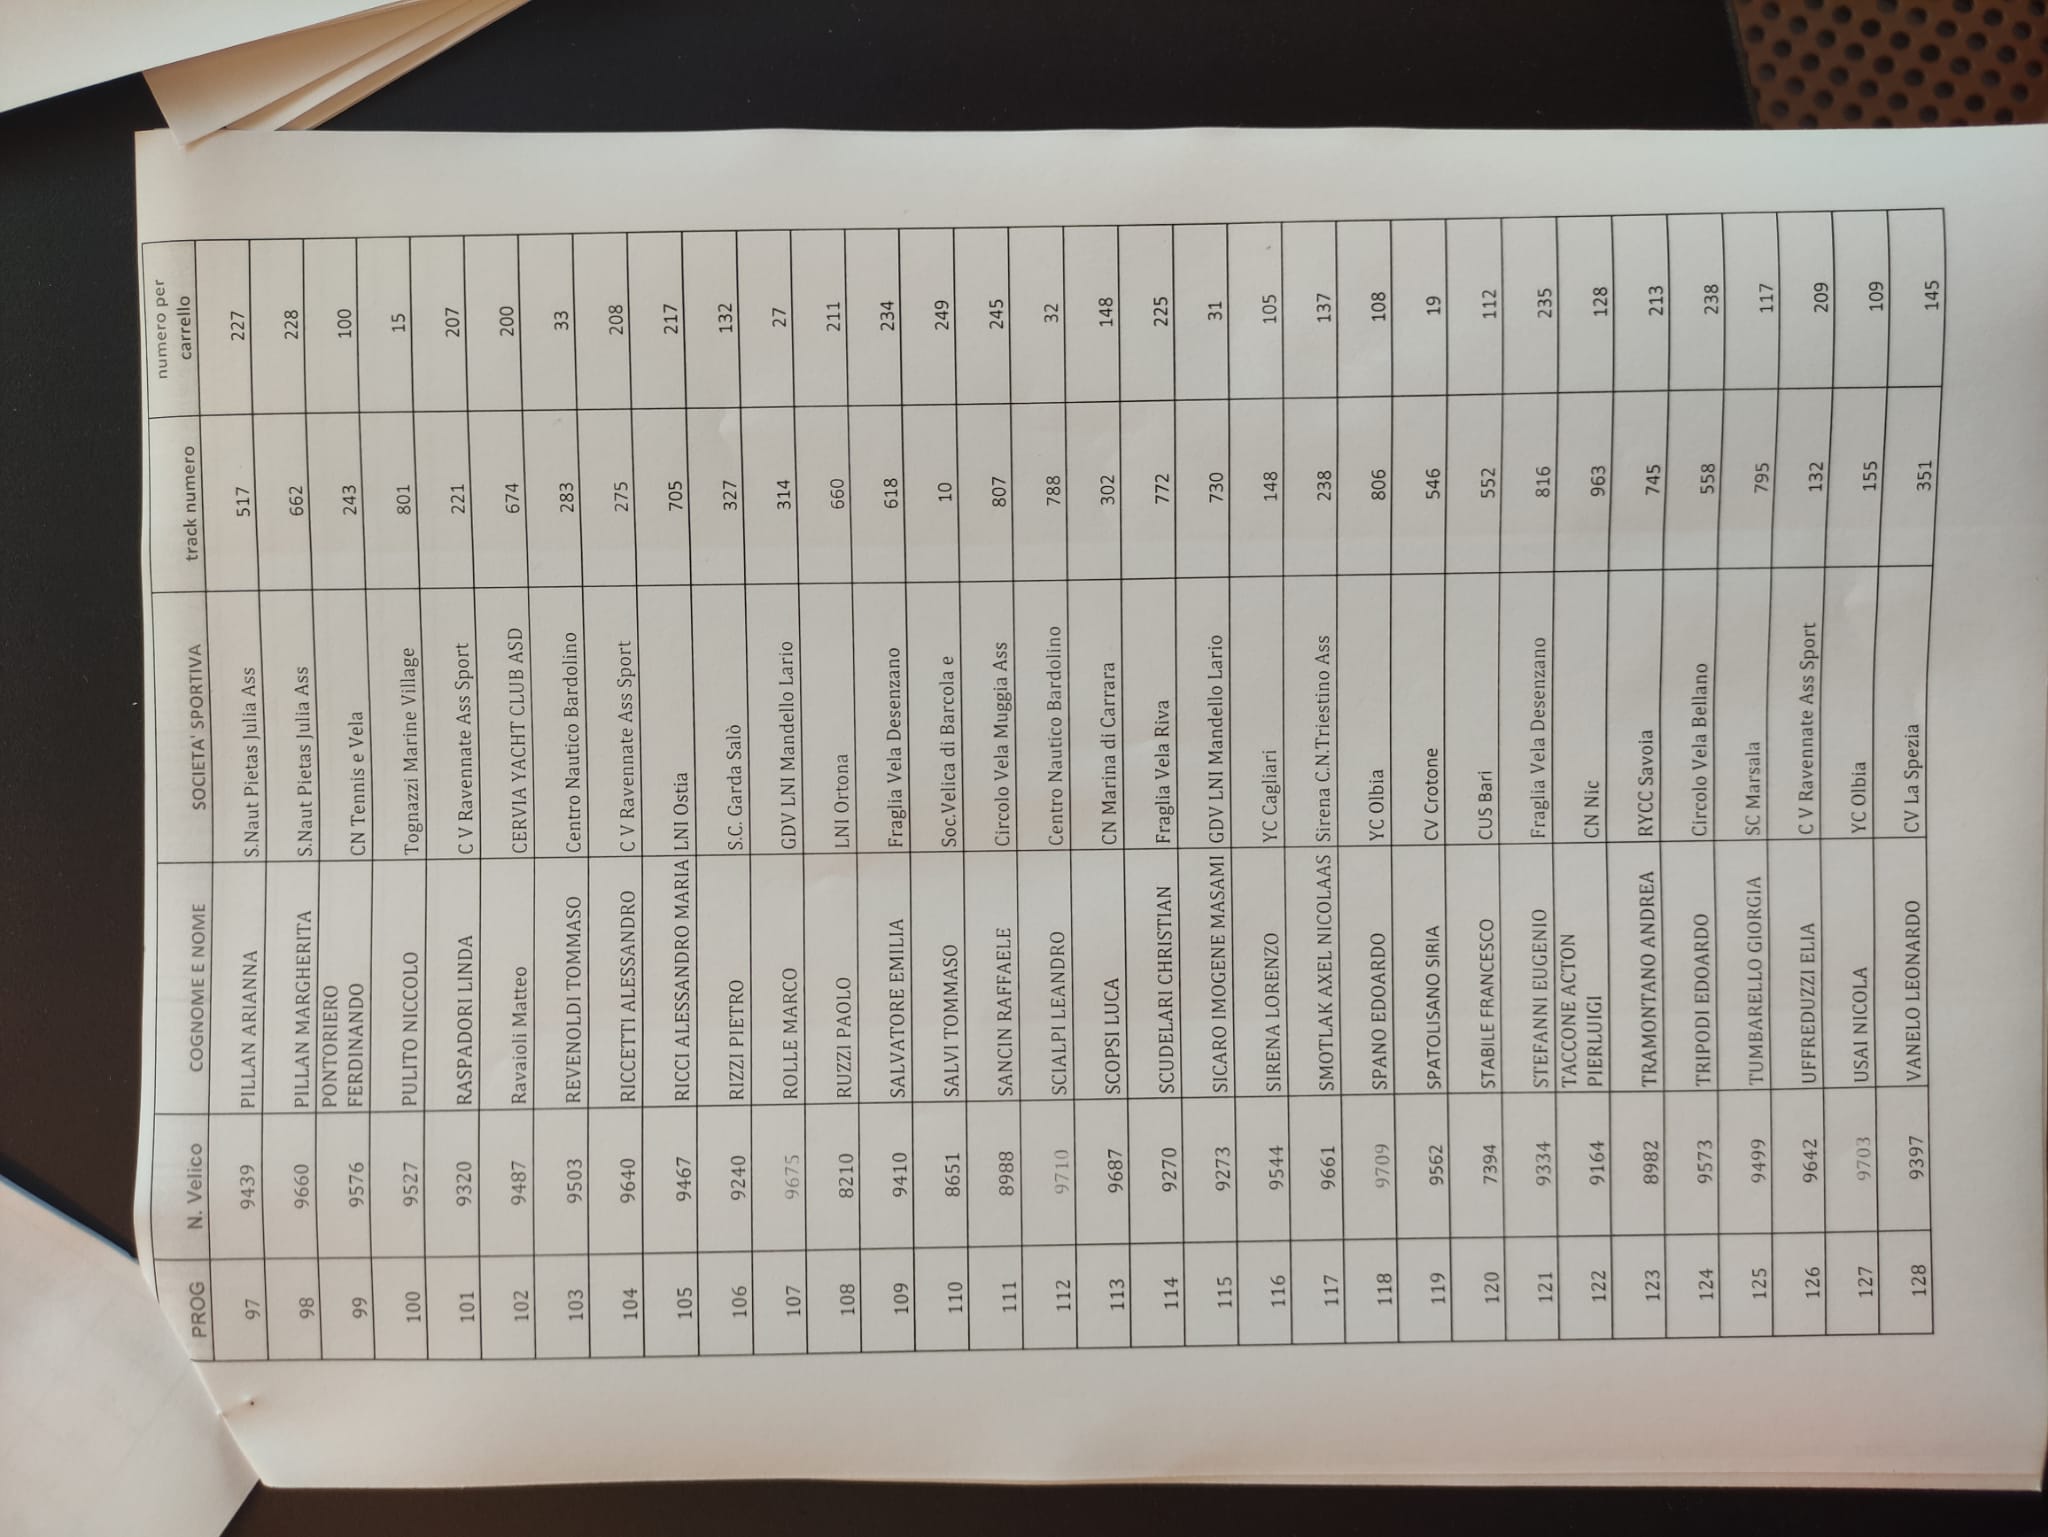 PROG N. Velico COGNOME E NOME SOCIETA' SPORTIVA track numero numero per carrello
97 9439 PILLAN ARIANNA S.Naut Pietas Julia Ass 517 227
98 9660 PILLAN MARGHERITA S.Naut Pietas Julia Ass 662 228
99 9576 PONTORIERO FERDINANDO CN Tennis e Vela 243 100
100 9527 PULITO NICCOLO Tognazzi Marine Village 801 15
101 9320 RASPADORI LINDA C V Ravennate Ass Sport 221 207
102 9487 Ravaioli Matteo CERVIA YACHT CLUB ASD 674 200
103 9503 REVENOLDI TOMMASO Centro Nautico Bardolino 283 33
104 9640 RICCETTI ALESSANDRO C V Ravennate Ass Sport 275 208
105 9467 RICCI ALESSANDRO MARIA LNI Ostia 705 217
106 9240 RIZZI PIETRO S.C. Garda Salò 327 132
107 9675 ROLLE MARCO GDV LNI Mandello Lario 314 27
108 8210 RUZZI PAOLO LNI Ortona 660 211
109 9410 SALVATORE EMILIA Fraglia Vela Desenzano 618 234
110 8651 SALVI TOMMASO Soc.Velica di Barcola e 10 249
111 8988 SANCIN RAFFAELE Circolo Vela Muggia Ass 807 245
112 9710 SCIALPI LEANDRO Centro Nautico Bardolino 788 32
113 9687 SCOPSI LUCA CN Marina di Carrara 302 148
114 9270 SCUDELARI CHRISTIAN Fraglia Vela Riva 772 225
115 9273 SICARO IMOGENE MASAMI GDV LNI Mandello Lario 730 31
116 9544 SIRENA LORENZO YC Cagliari 148 105
117 9661 SMOTLAK AXEL NICOLAAS Sirena C.N.Triestino Ass 238 137
118 9709 SPANO EDOARDO YC Olbia 806 108
119 9562 SPATOLISANO SIRIA CV Crotone 546 19
120 7394 STABILE FRANCESCO CUS Bari 552 112
121 9334 STEFANNI EUGENIO Fraglia Vela Desenzano 816 235
122 9164 TACCONE ACTON PIERLUIGI CN Nic 963 128
123 8982 TRAMONTANO ANDREA RYCC Savoia 745 213
124 9573 TRIPODI EDOARDO Circolo Vela Bellano 558 238
125 9499 TUMBARELLO GIORGIA SC Marsala 795 117
126 9642 UFFREDUZZI ELIA C V Ravennate Ass Sport 132 209
127 9703 USAI NICOLA YC Olbia 155 109
128 9397 VANELO LEONARDO CV La Spezia 351 145